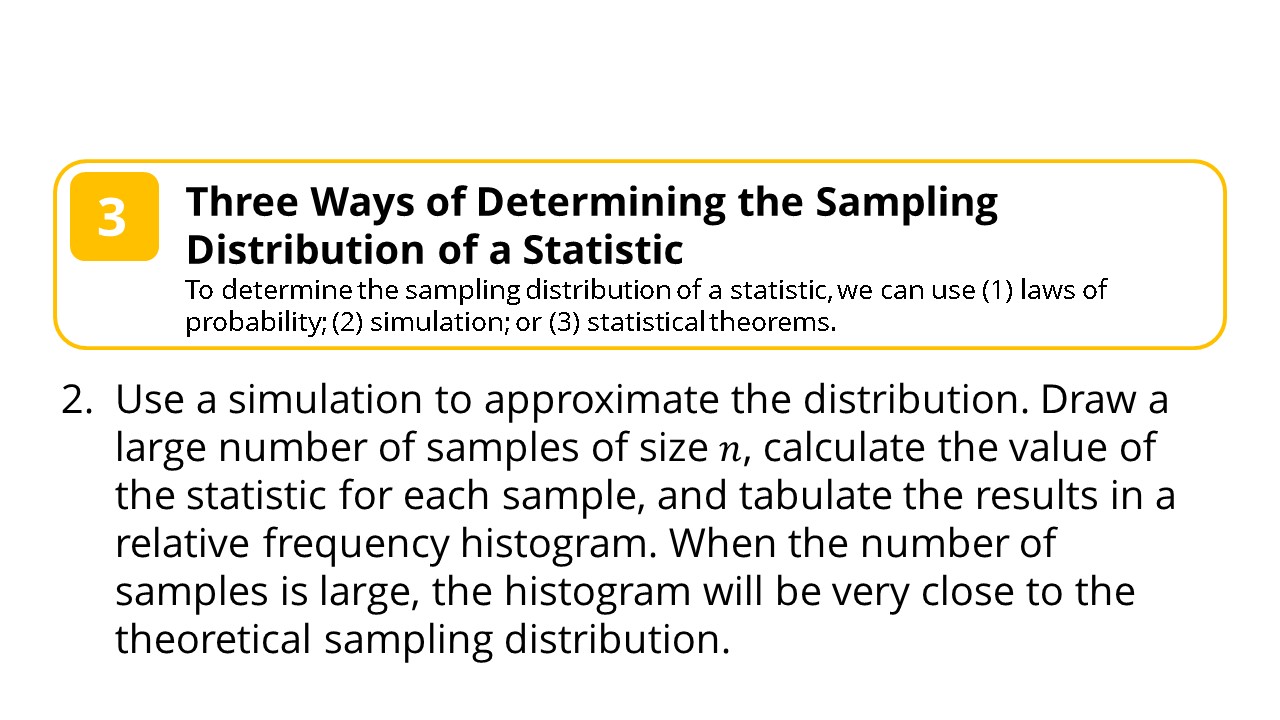 3
Three Ways of Determining the Sampling
Distribution of a Statistic
To determine the sampling distribution of a statistic, we can use (1) laws of
probability; (2) simulation; or (3) statistical theorems.
2. Use a simulation to approximate the distribution. Draw a
large number of samples of size n, calculate the value of
the statistic for each sample, and tabulate the results in a
relative frequency histogram. When the number of
samples is large, the histogram will be very close to the
theoretical sampling distribution.